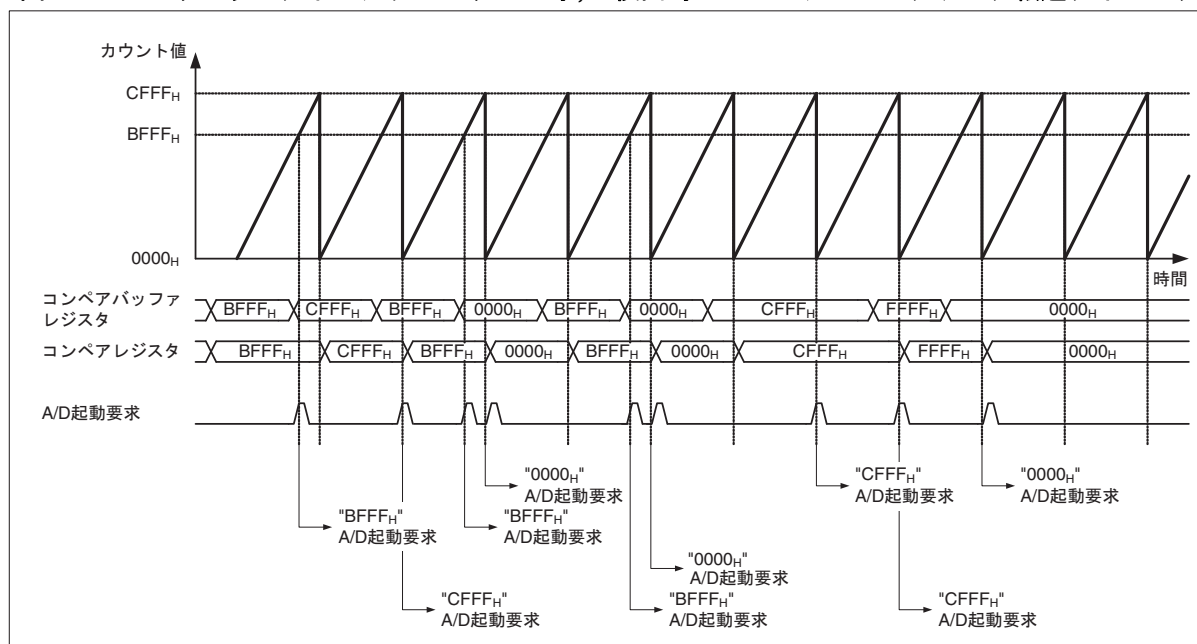 カウント値
CFFFH
BFFFH
0000H
時間
コンペアバッファ
レジスタ
BFFFH CFFFH BFFFH 0000H BFFFH 0000H CFFFH FFFFH 0000H
コンペアレジスタ
BFFFH CFFFH BFFFH 0000H BFFFH 0000H CFFFH FFFFH 0000H
A/D起動要求
"0000H"
A/D起動要求
"CFFFH"
A/D起動要求
"0000H"
A/D起動要求
"BFFFH"
A/D起動要求
"BFFFH"
A/D起動要求
"0000H"
A/D起動要求
"CFFFH"
A/D起動要求
"BFFFH"
A/D起動要求
"CFFFH"
A/D起動要求